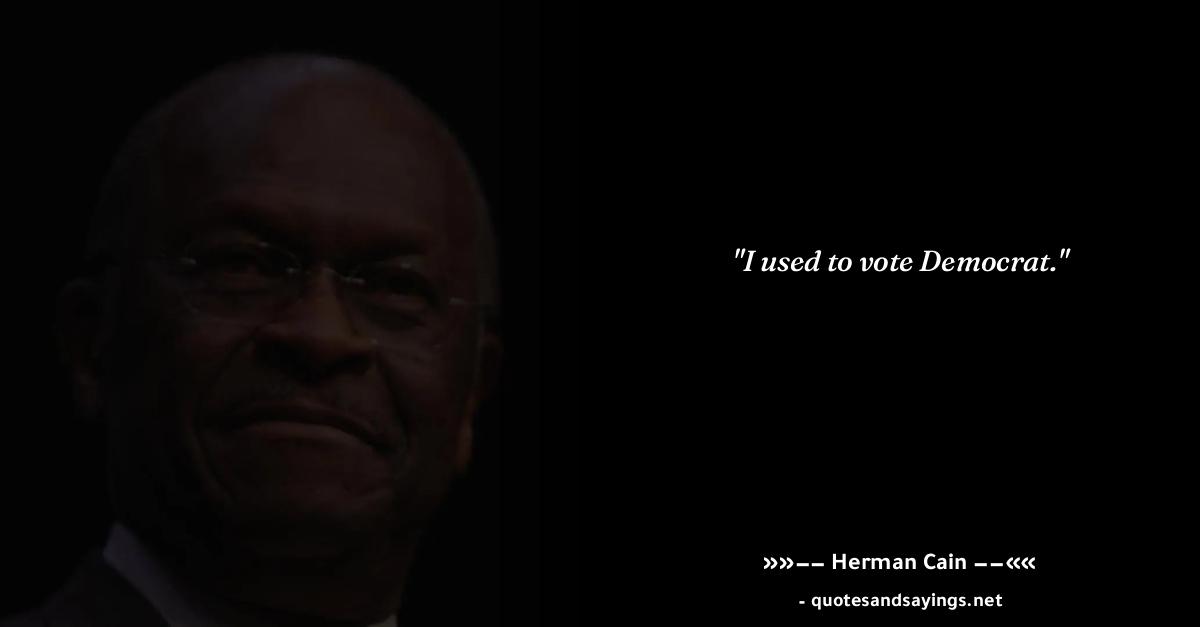 "I used to vote Democrat."
»»–– Herman Cain ––««
- quotesandsayings.net